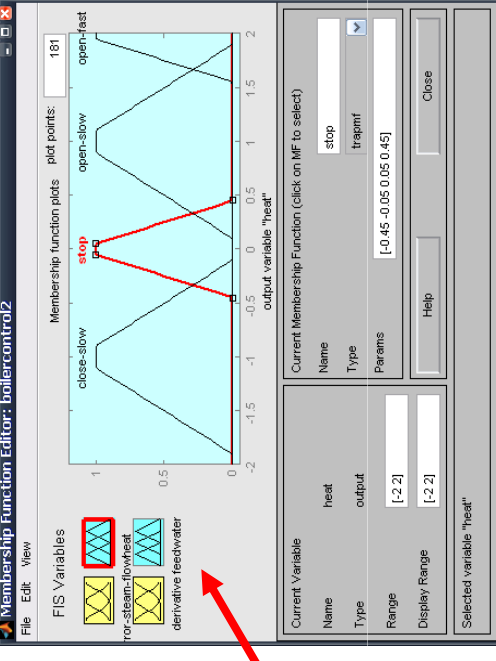 Membership Function Editor: boilercontrol2
File Edit View
FIS Variables
ror-steam-flowheat
derivative feedwater
Membership function plots
plot points:
181
close-slow
stop
open-slow
open-fast
1
0.5
0
-2 -1.5 -1 -0.5 0 0.5 1 1.5 2
output variable "heat"
Current Variable
Name heat
Type output
Range [-2 2]
Display Range [-2 2]
Current Membership Function (click on MF to select)
Name stop
Type trapmf
Params [-0.45 -0.05 0.05 0.45]
Help Close
Selected variable "heat"